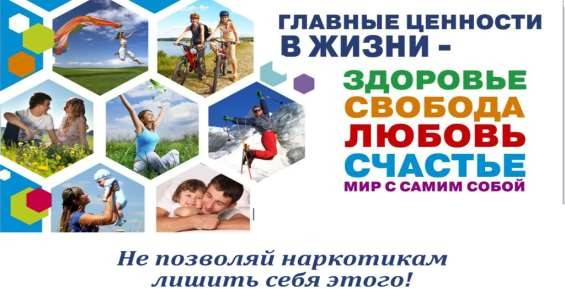 ГЛАВНЫЕ ЦЕННОСТИ
В ЖИЗНИ -
ЗДОРОВЬЕ
СВОБОДА
ЛЮБОВЬ
СЧАСТЬЕ
МИР С САМИМ СОБОЙ
Не позволяй наркотикам
лишить себя этого!